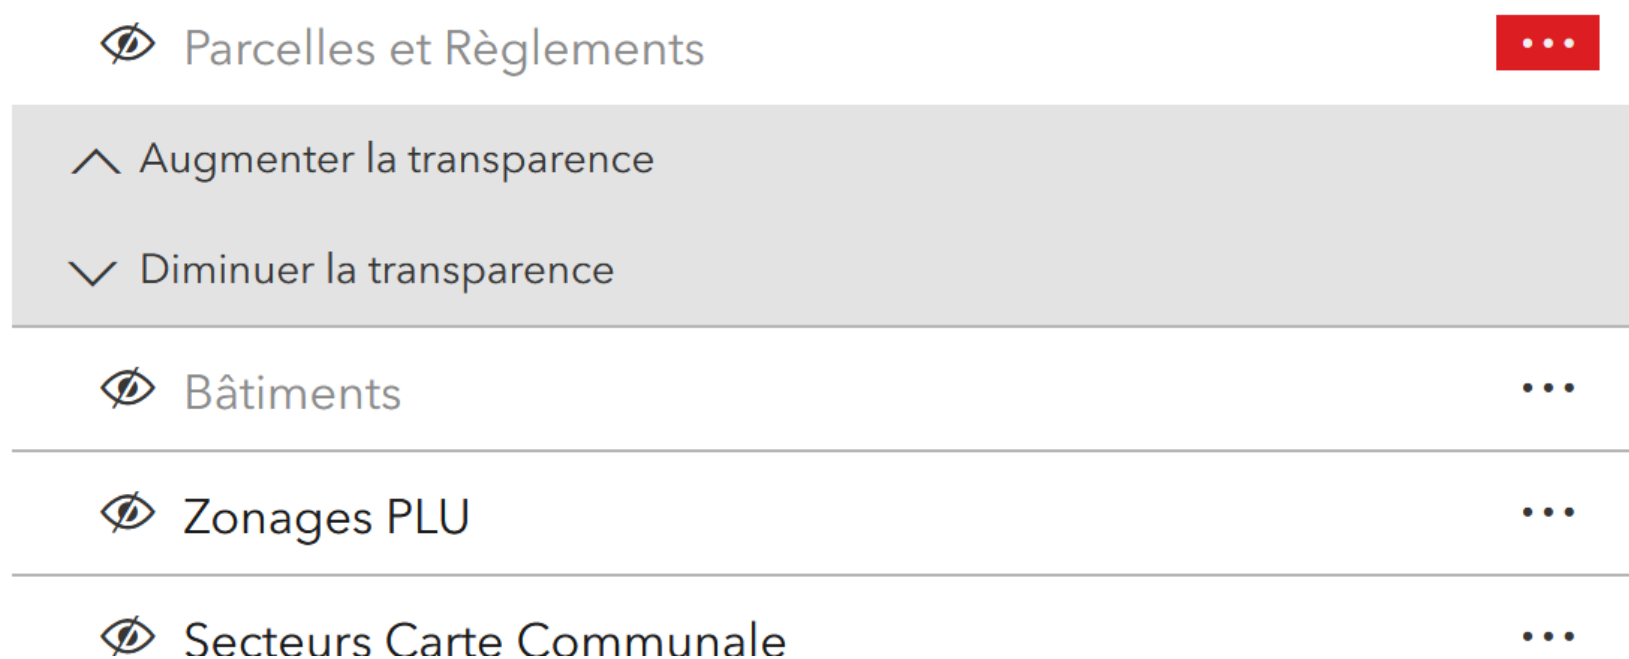 Parcelles et Règlements
Augmenter la transparence
Diminuer la transparence
Bâtiments
Zonages PLU
Secteurs Carte Communale